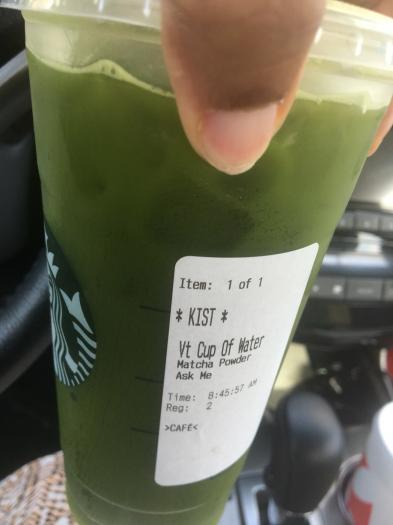 Item: 1 of 1
* KIST *
Vt Cup Of Water
Matcha Powder
Ask Me
Time: 8:45:57 AM
Reg: 2
>CAFÉ<